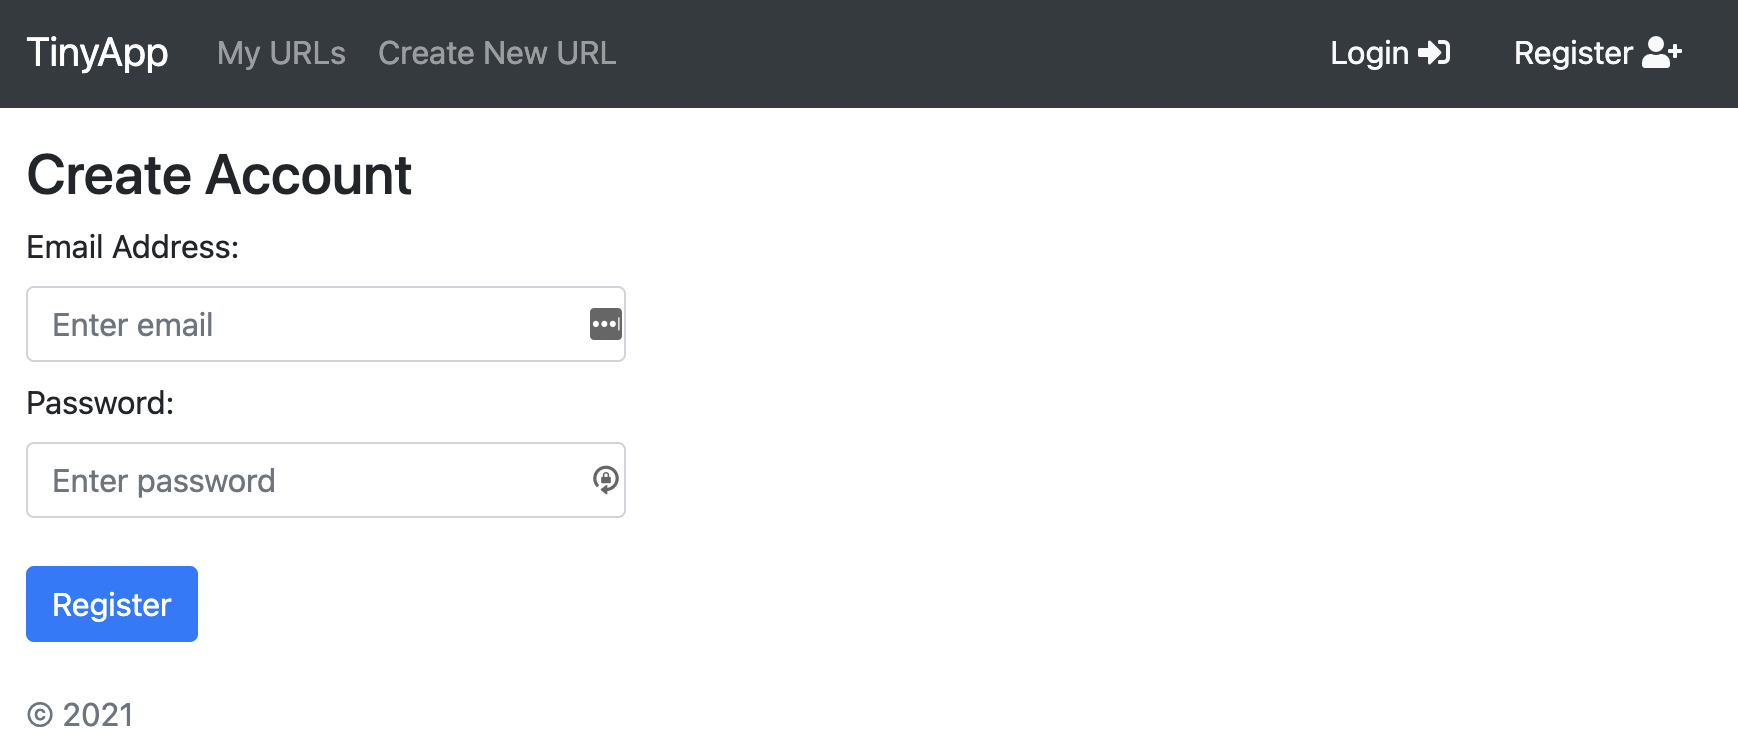 TinyApp My URLs Create New URL Login Register
Create Account
Email Address:
Enter email
Password:
Enter password
Register
© 2021